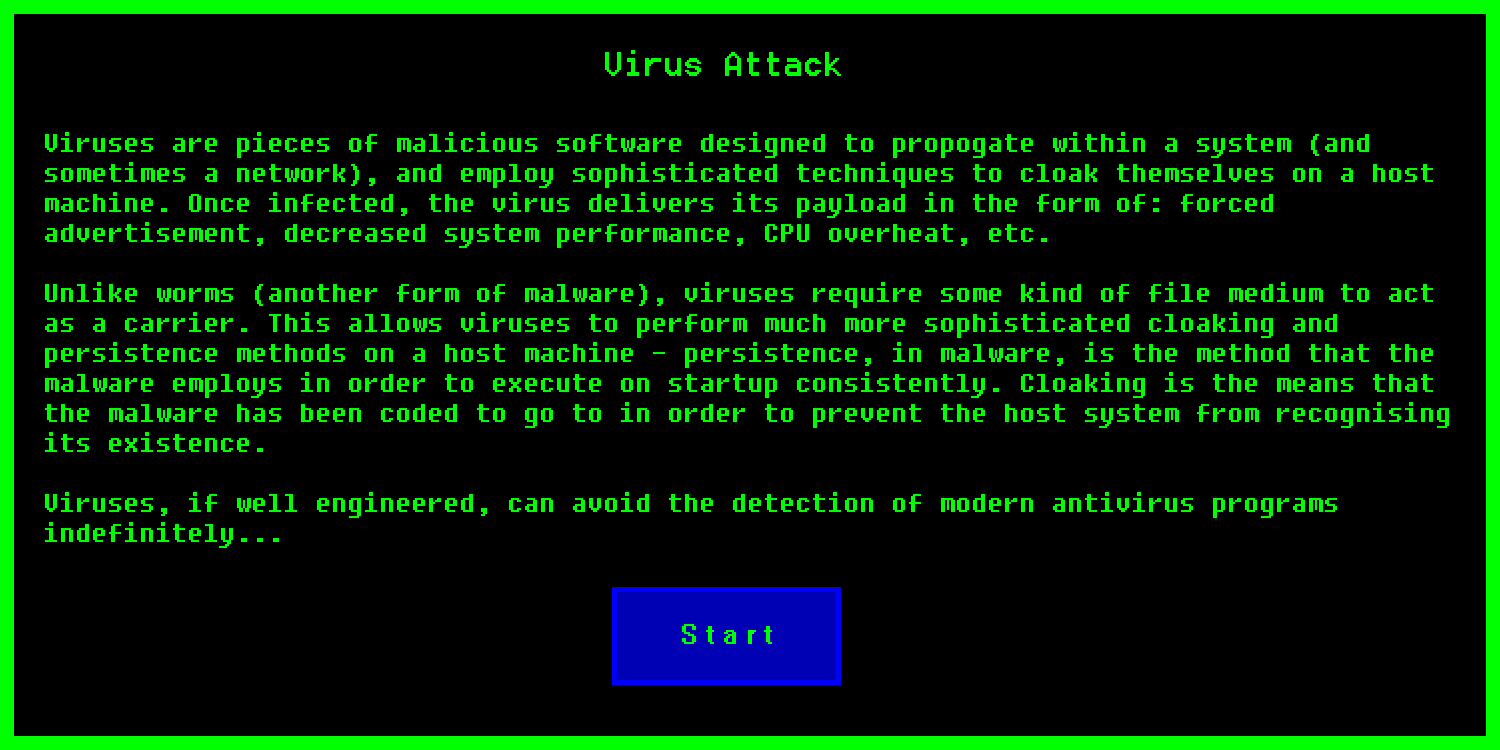 Virus Attack
Viruses are pieces of malicious software designed to propogate within a system (and
sometimes a network), and employ sophisticated techniques to cloak themselves on a host
machine. Once infected, the virus delivers its payload in the form of: forced
advertisement, decreased system performance, CPU overheat, etc.
Unlike worms (another form of malware), viruses require some kind of file medium to act
as a carrier. This allows viruses to perform much more sophisticated cloaking and
persistence methods on a host machine - persistence, in malware, is the method that the
malware employs in order to execute on startup consistently. Cloaking is the means that
the malware has been coded to go to in order to prevent the host system from recognising
its existence.
Viruses, if well engineered, can avoid the detection of modern antivirus programs
indefinitely...
Start